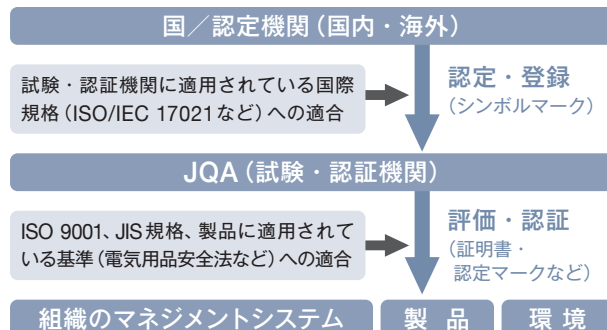 国／認定機関（国内・海外）
試験・認証機関に適用されている国際
規格（ISO/IEC 17021など）への適合
認定・登録
（シンボルマーク）
JQA（試験・認証機関）
ISO 9001、JIS規格、製品に適用されて
いる基準（電気用品安全法など）への適合
評価・認証
（証明書・
認定マークなど）
組織のマネジメントシステム
製 品
環 境